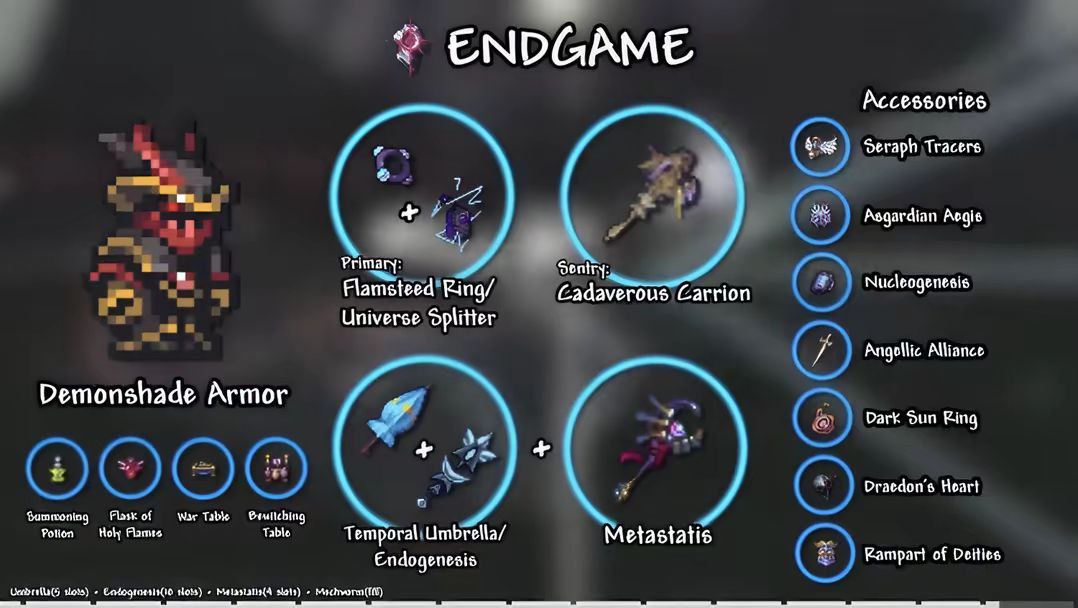 ENDGAME
Accessories
Seraph Tracers
Asgardian Aegis
Nucleogenesis
Angellic Alliance
Dark Sun Ring
Draedon's Heart
Rampart of Deities
Primary:
Flamsteed Ring/
Universe Splitter
Sentry:
Cadaverous Carrion
Demonshade Armor
Summoning
Potion
Flask of
Holy Flames
War Table
Bewitching
Table
+
+
+
Temporal Umbrella/
Endogenesis
Metastatis
Umbrella(5 slots) • Endogenesis(10 slots) • Metastatis(4 slots) • Mechworm(fill)